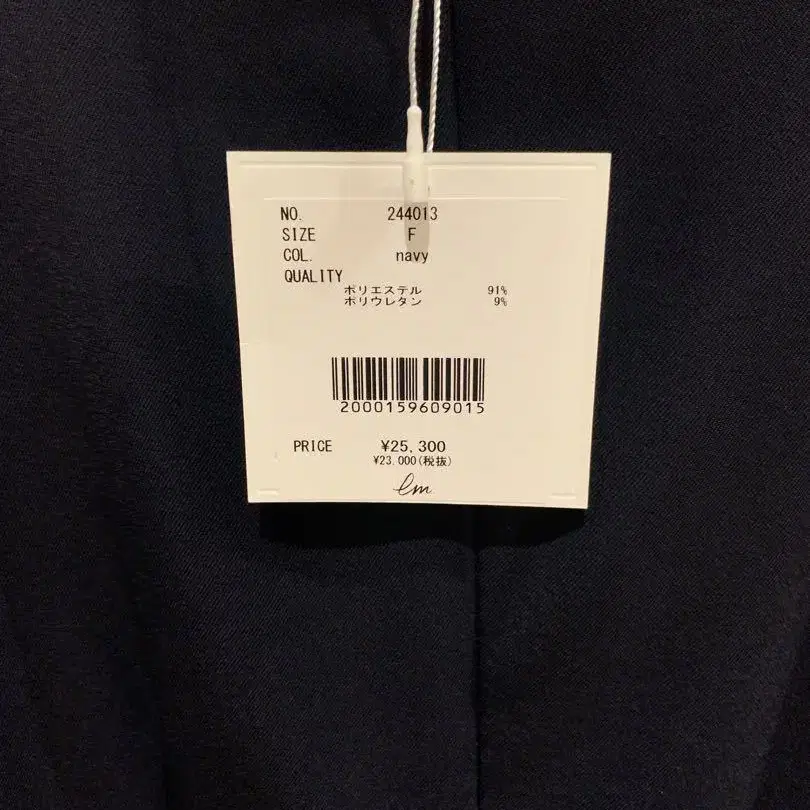 NO. 244013
SIZE F
COL. navy
QUALITY
ポリエステル 91%
ポリウレタン 9%
2000159609015
PRICE ¥25,300
¥23,000(税抜)
lm